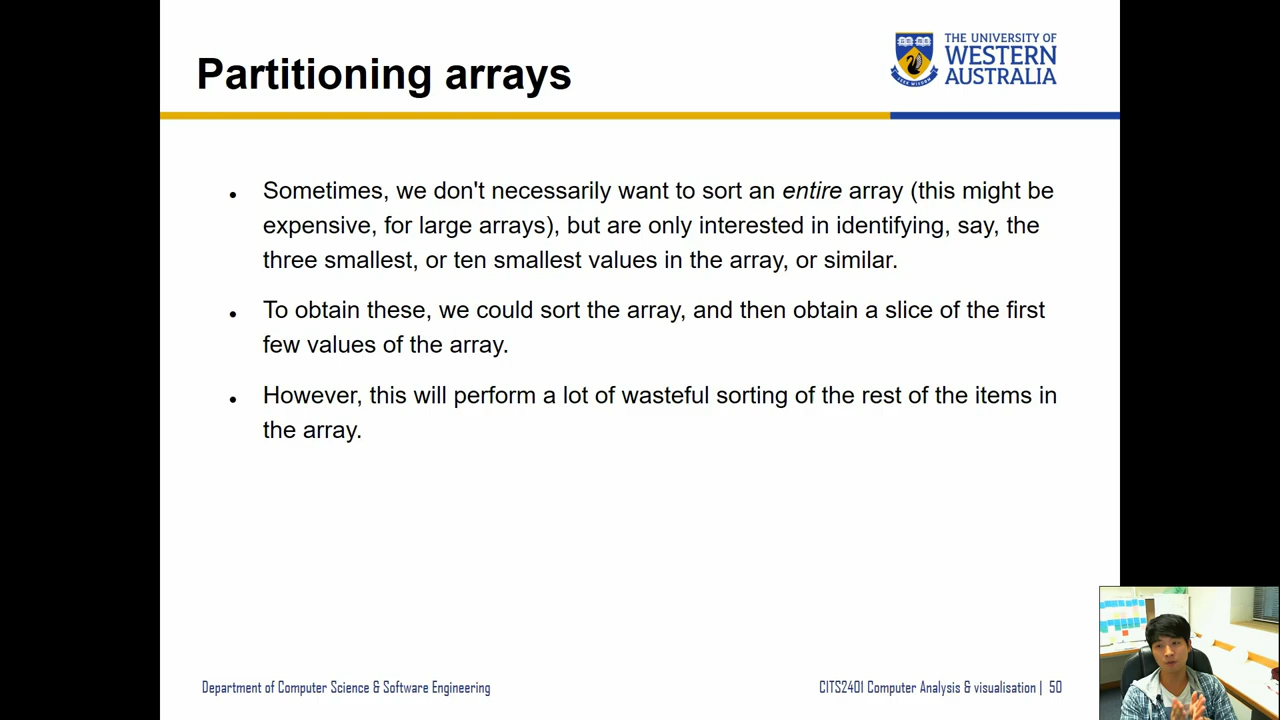 Partitioning arrays
THE UNIVERSITY OF
WESTERN
AUSTRALIA
Sometimes, we don't necessarily want to sort an entire array (this might be
expensive, for large arrays), but are only interested in identifying, say, the
three smallest, or ten smallest values in the array, or similar.
To obtain these, we could sort the array, and then obtain a slice of the first
few values of the array.
However, this will perform a lot of wasteful sorting of the rest of the items in
the array.
Department of Computer Science & Software Engineering
CITS2401 Computer Analysis & visualisation | 50